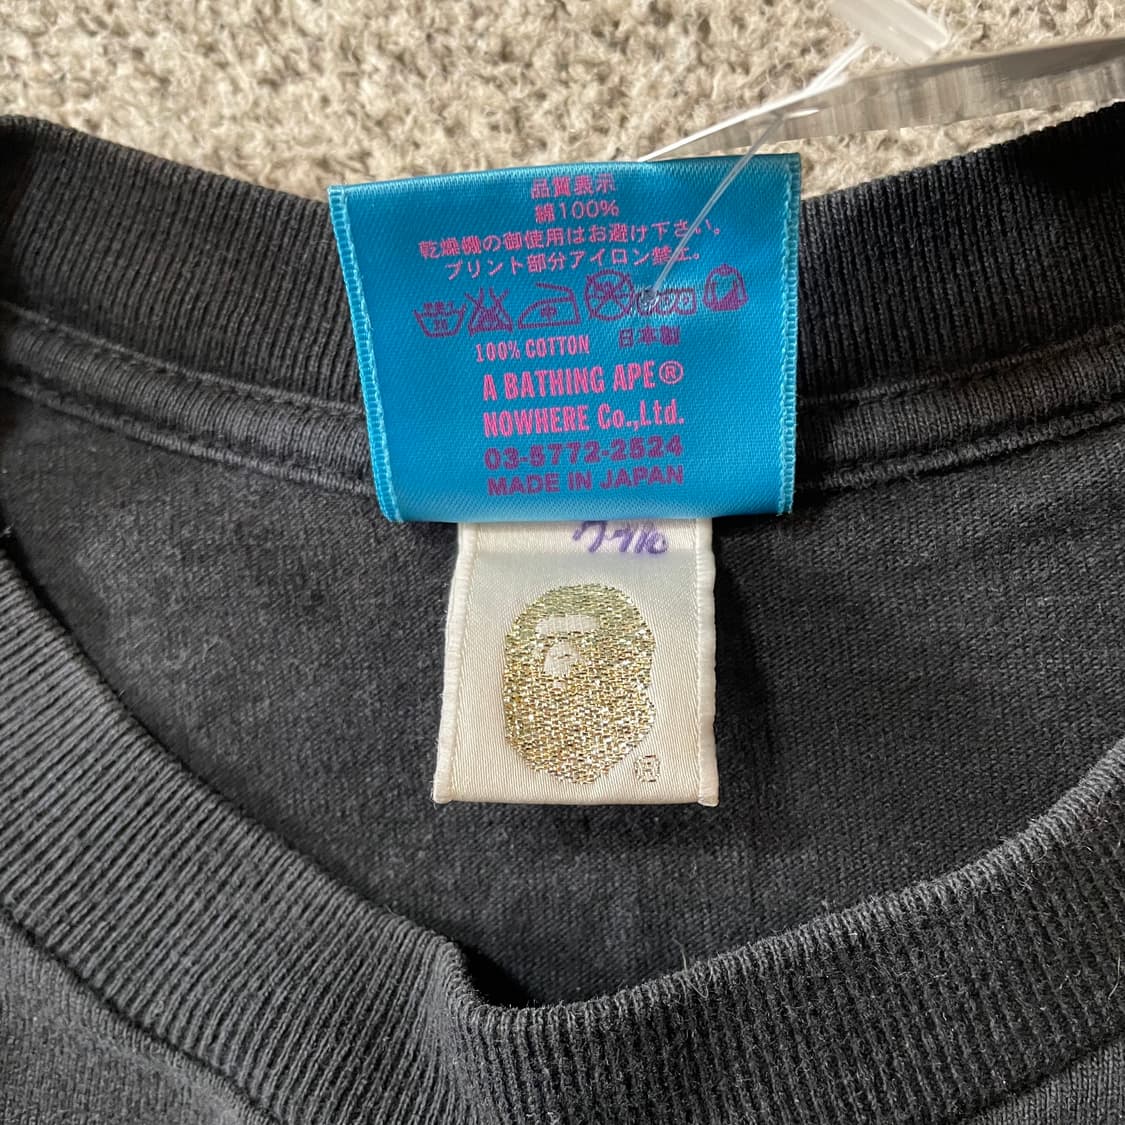 品質表示
綿100%
乾燥機の御使用はお避け下さい。
プリント部分アイロン禁止。
中
100% COTTON 日本製
A BATHING APE®
NOWHERE Co.,Ltd.
03-5772-2524
MADE IN JAPAN
®